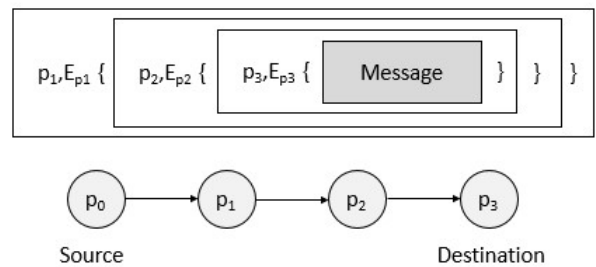 p₁,Eₚ₁ { p₂,Eₚ₂ { p₃,Eₚ₃ { Message } } }
p₀ p₁ p₂ p₃
Source Destination